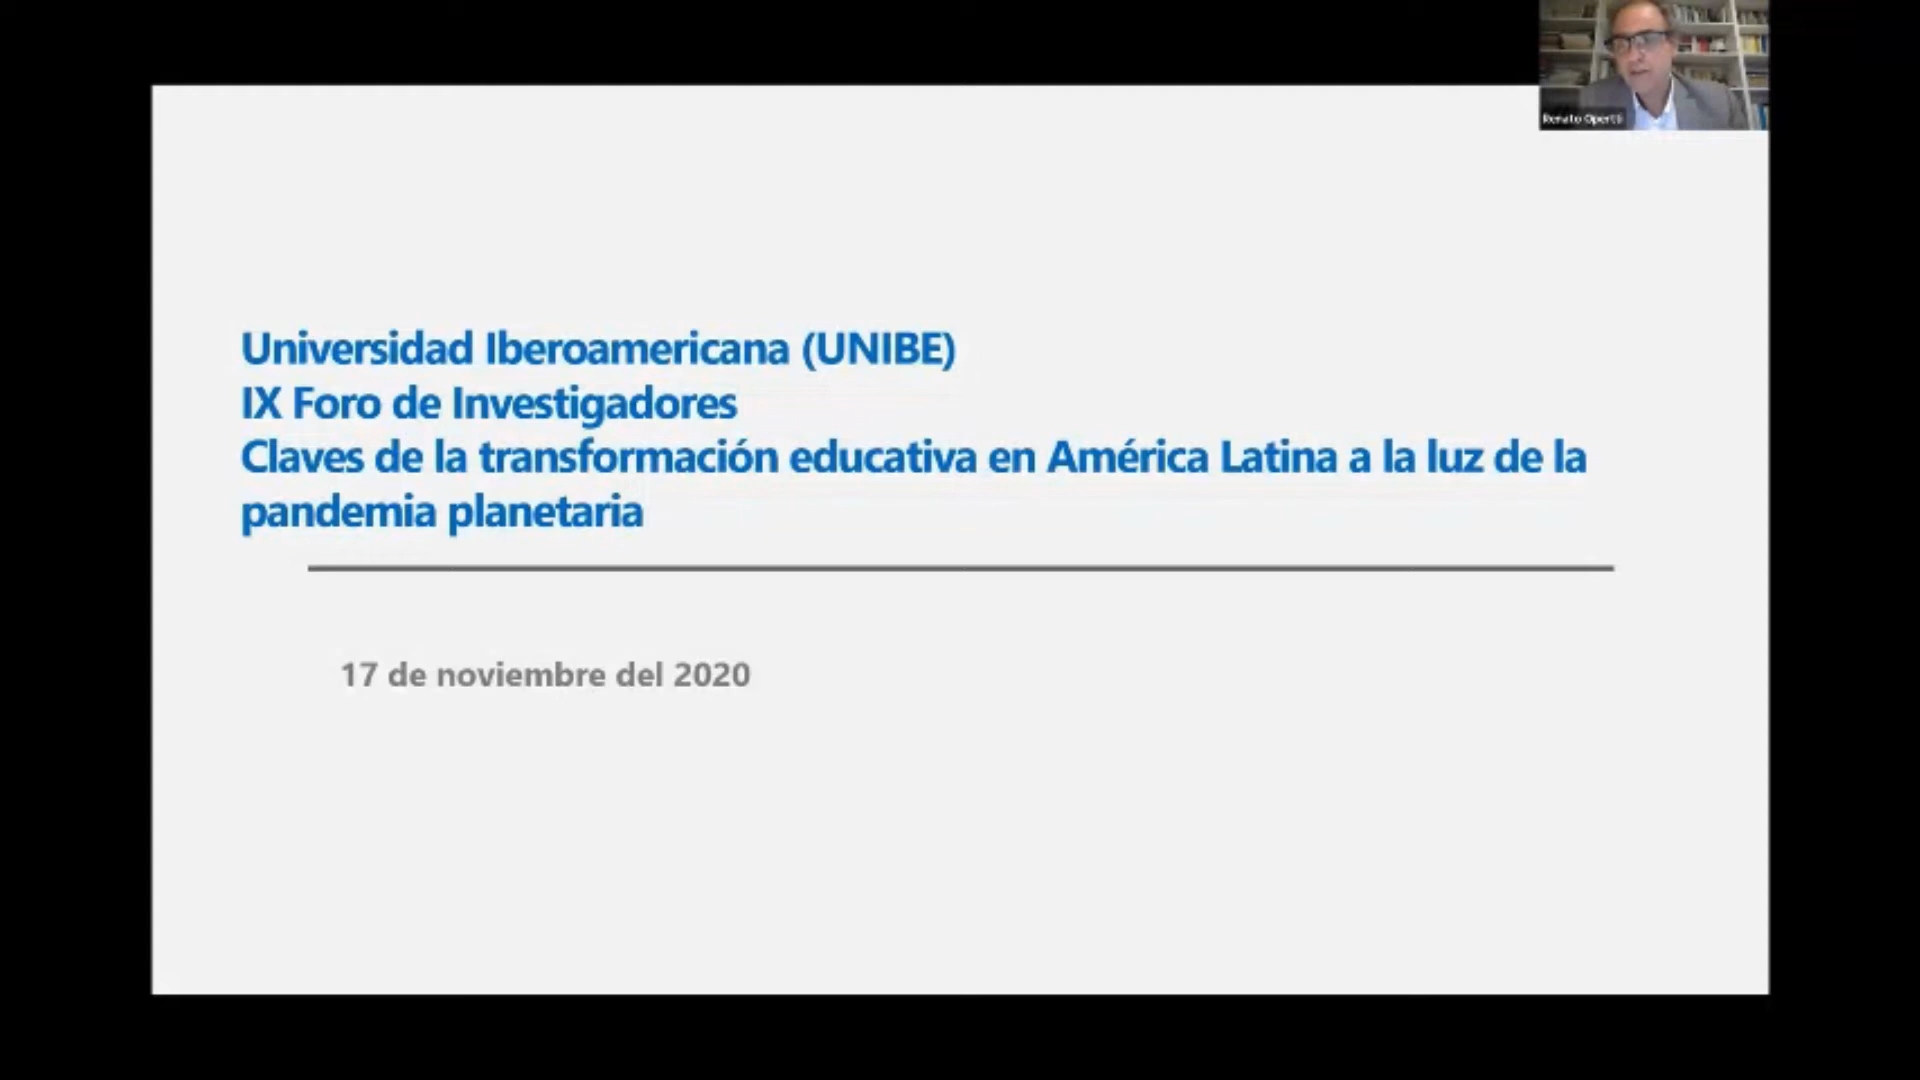 Renato Opertti
Universidad Iberoamericana (UNIBE)
IX Foro de Investigadores
Claves de la transformación educativa en América Latina a la luz de la
pandemia planetaria
17 de noviembre del 2020